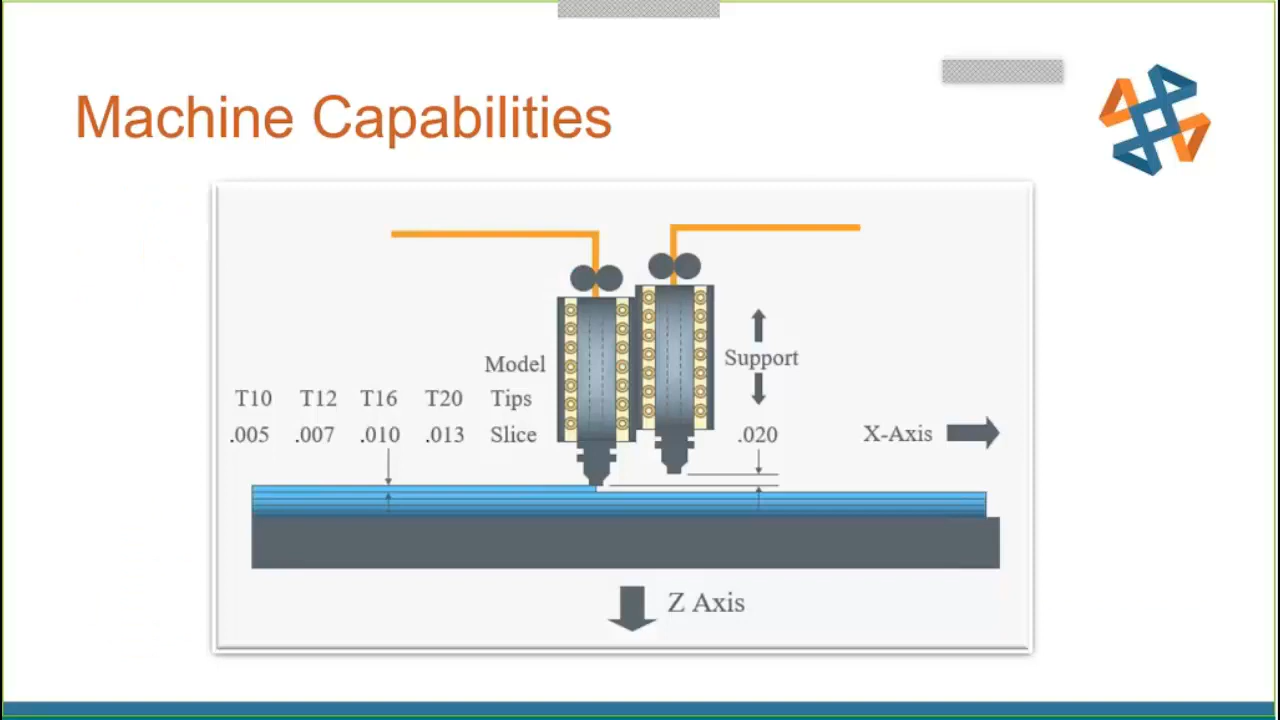 Machine Capabilities
Model
Support
T10 T12 T16 T20 Tips
.005 .007 .010 .013 Slice
.020
X-Axis
Z Axis